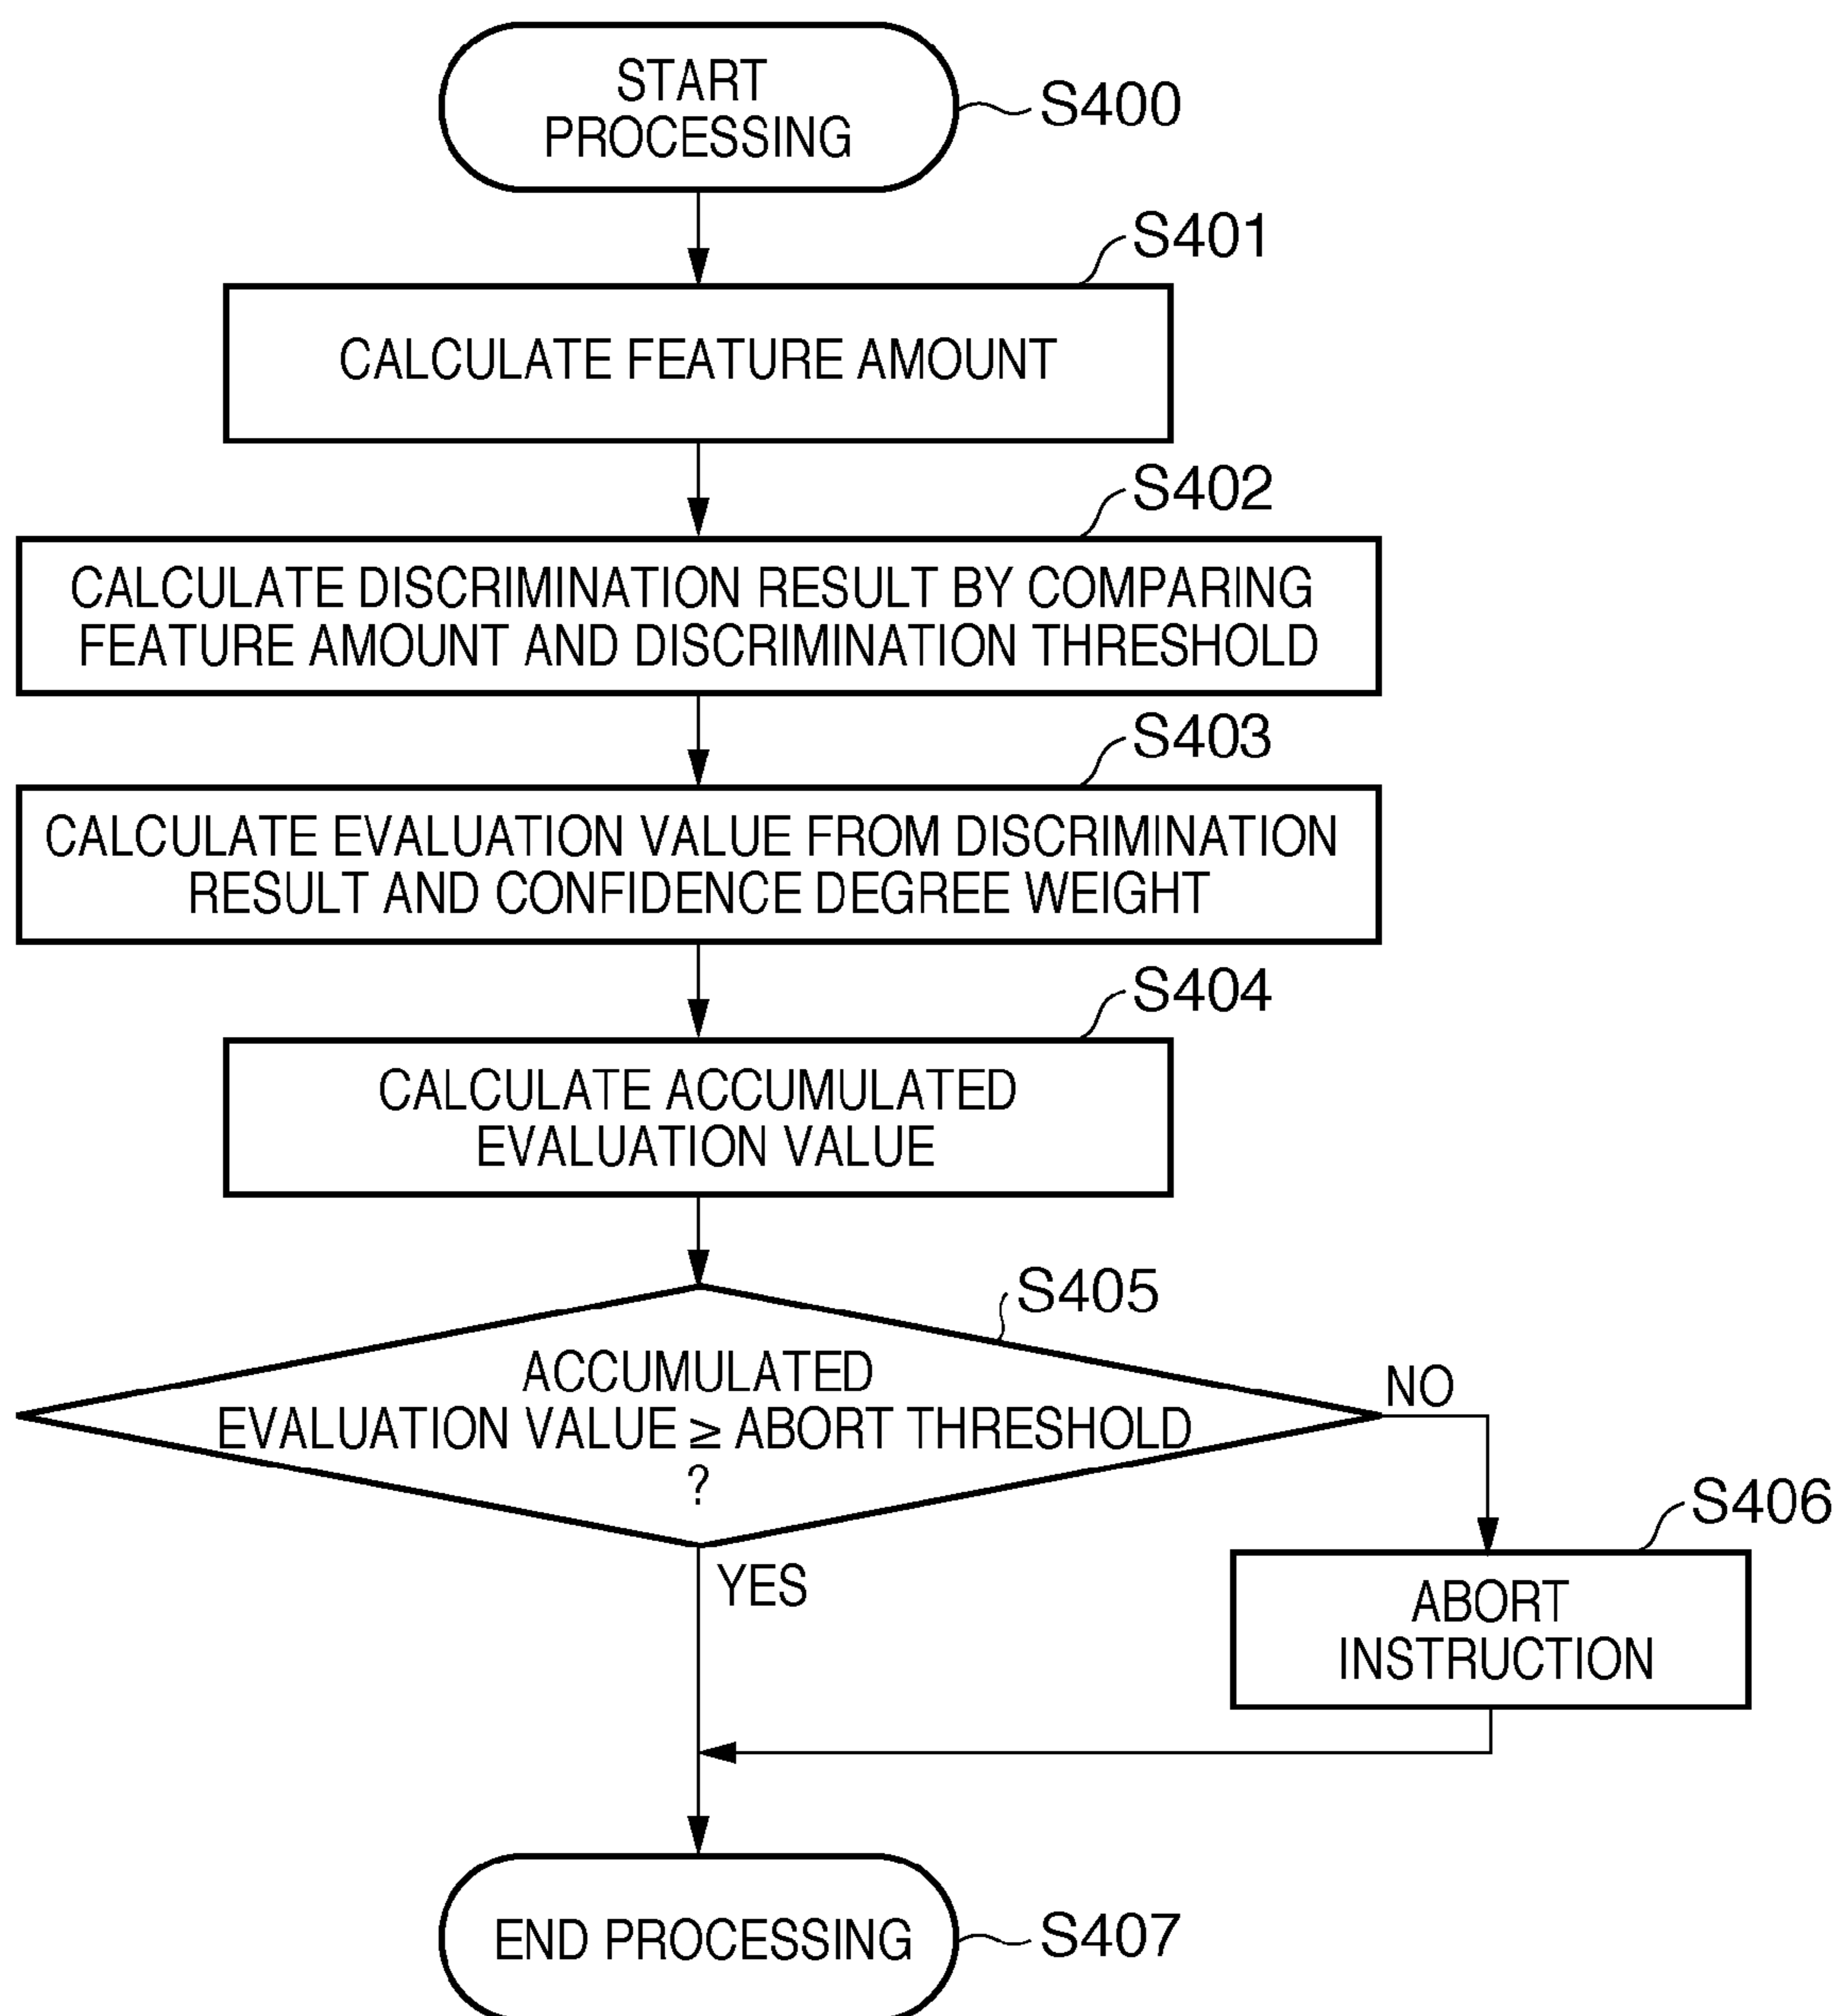 START
PROCESSING
S400
S401
CALCULATE FEATURE AMOUNT
S402
CALCULATE DISCRIMINATION RESULT BY COMPARING
FEATURE AMOUNT AND DISCRIMINATION THRESHOLD
S403
CALCULATE EVALUATION VALUE FROM DISCRIMINATION
RESULT AND CONFIDENCE DEGREE WEIGHT
S404
CALCULATE ACCUMULATED
EVALUATION VALUE
S405
ACCUMULATED
EVALUATION VALUE ≥ ABORT THRESHOLD
?
NO
YES
S406
ABORT
INSTRUCTION
END PROCESSING
S407